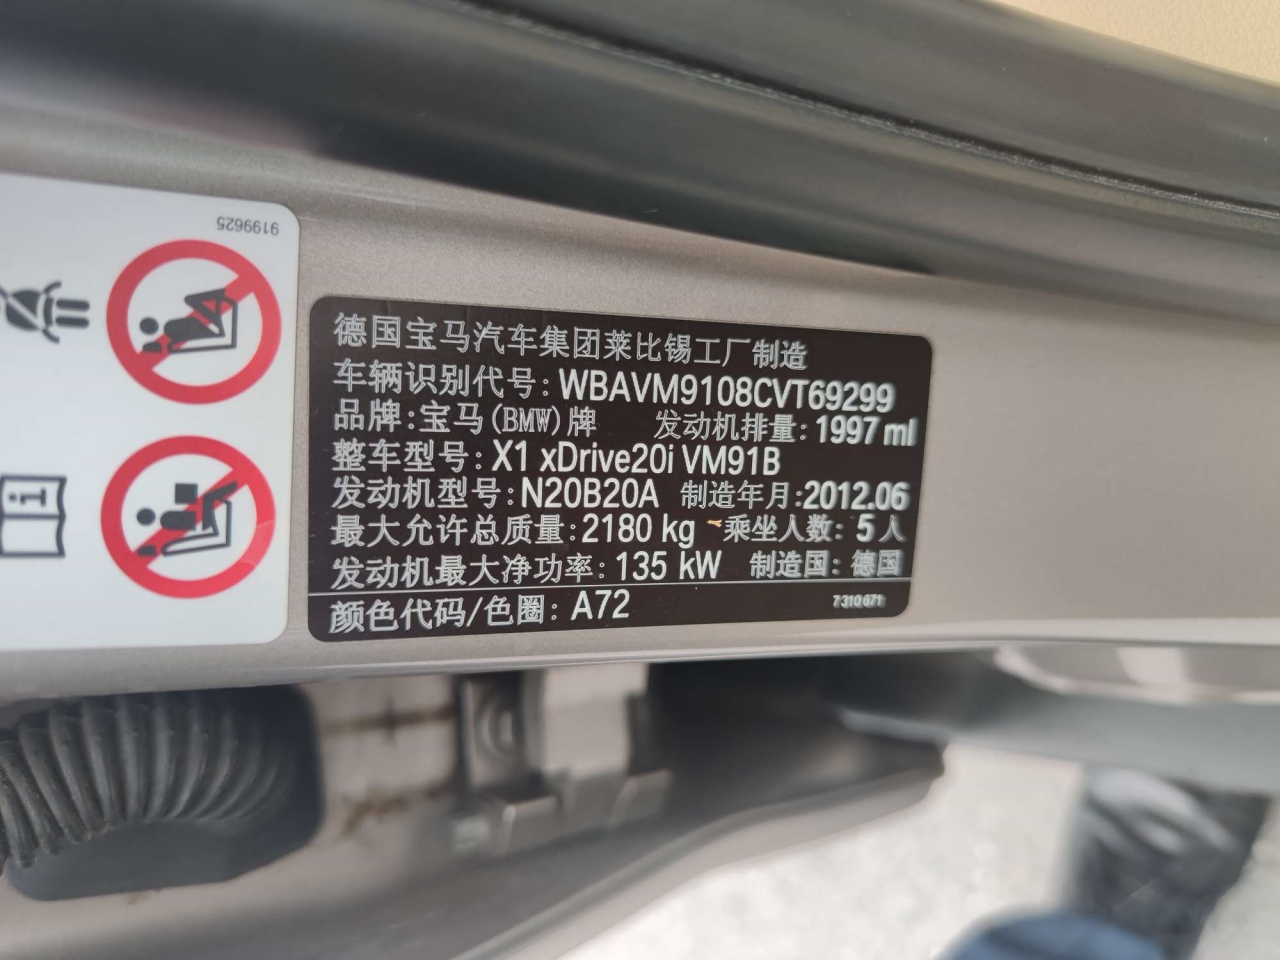 9199625
德国宝马汽车集团莱比锡工厂制造
车辆识别代号:WBAVM9108CVT69299
品牌:宝马(BMW)牌 发动机排量:1997 ml
整车型号:X1 xDrive20i VM91B
发动机型号:N20B20A 制造年月:2012.06
最大允许总质量:2180 kg 乘坐人数: 5 人
发动机最大净功率:135 kW 制造国: 德国
颜色代码/色圈: A72 7310671